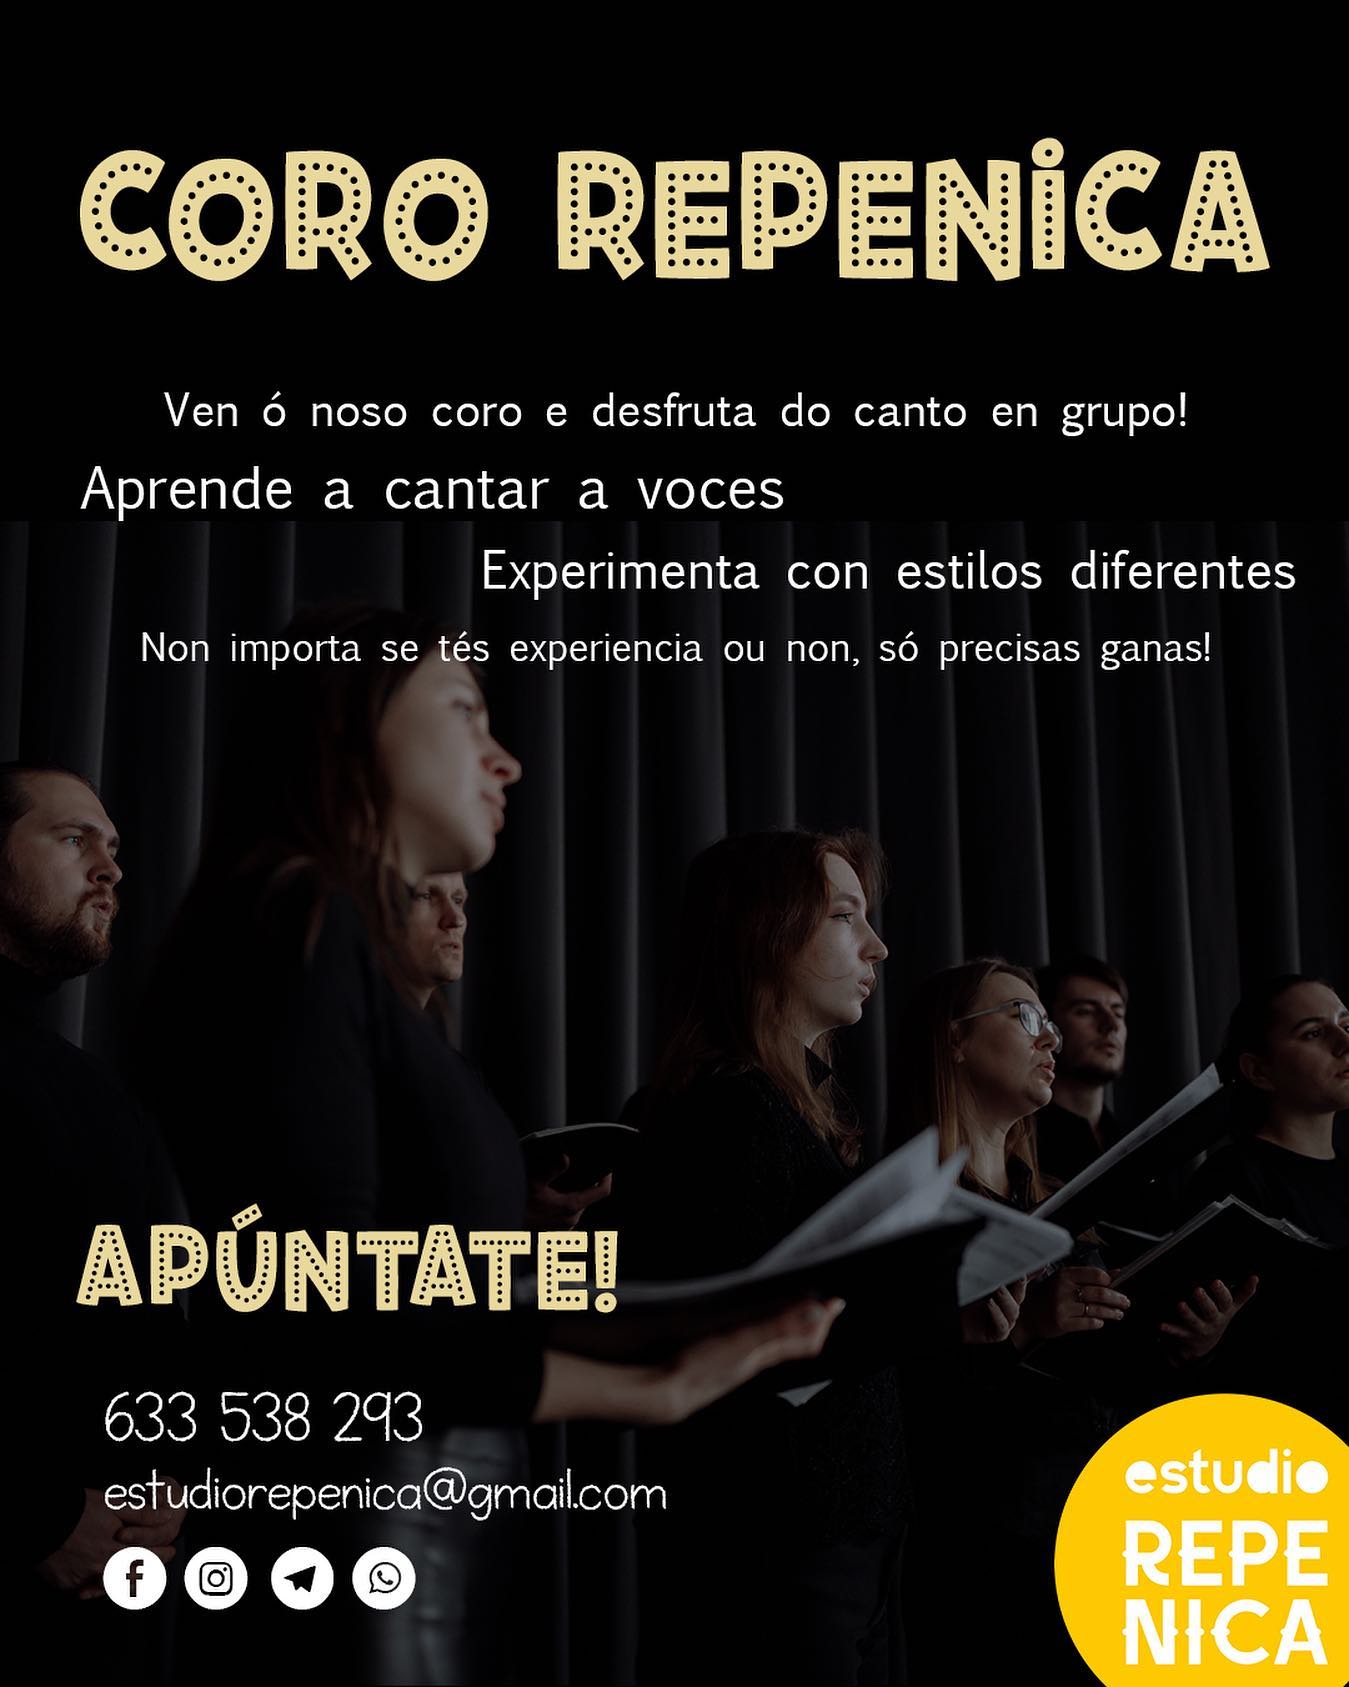 CORO REPENiCA
Ven ó noso coro e desfruta do canto en grupo!
Aprende a cantar a voces
Experimenta con estilos diferentes
Non importa se tés experiencia ou non, só precisas ganas!
APÚNTATE!
633 538 293
estudiorepenica@gmail.com
estudio
REPE
NICA